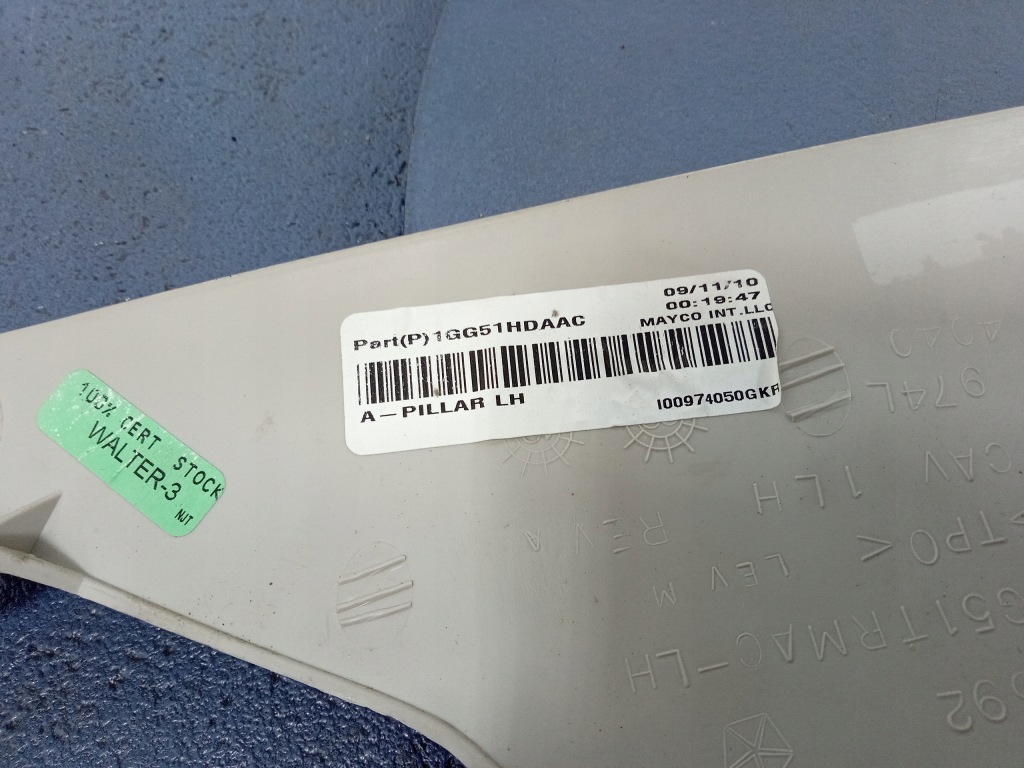 09/11/10
00:19:47
Part(P) 1GG51HDAAC
MAYCO INT.LLC
A-PILLAR LH
I00974050GKF
100% CERT STOCK
WALTER-3
NJT
974L
CAV 1LH
REV A
>TPO<
LEV M
G51TRMAC-LH